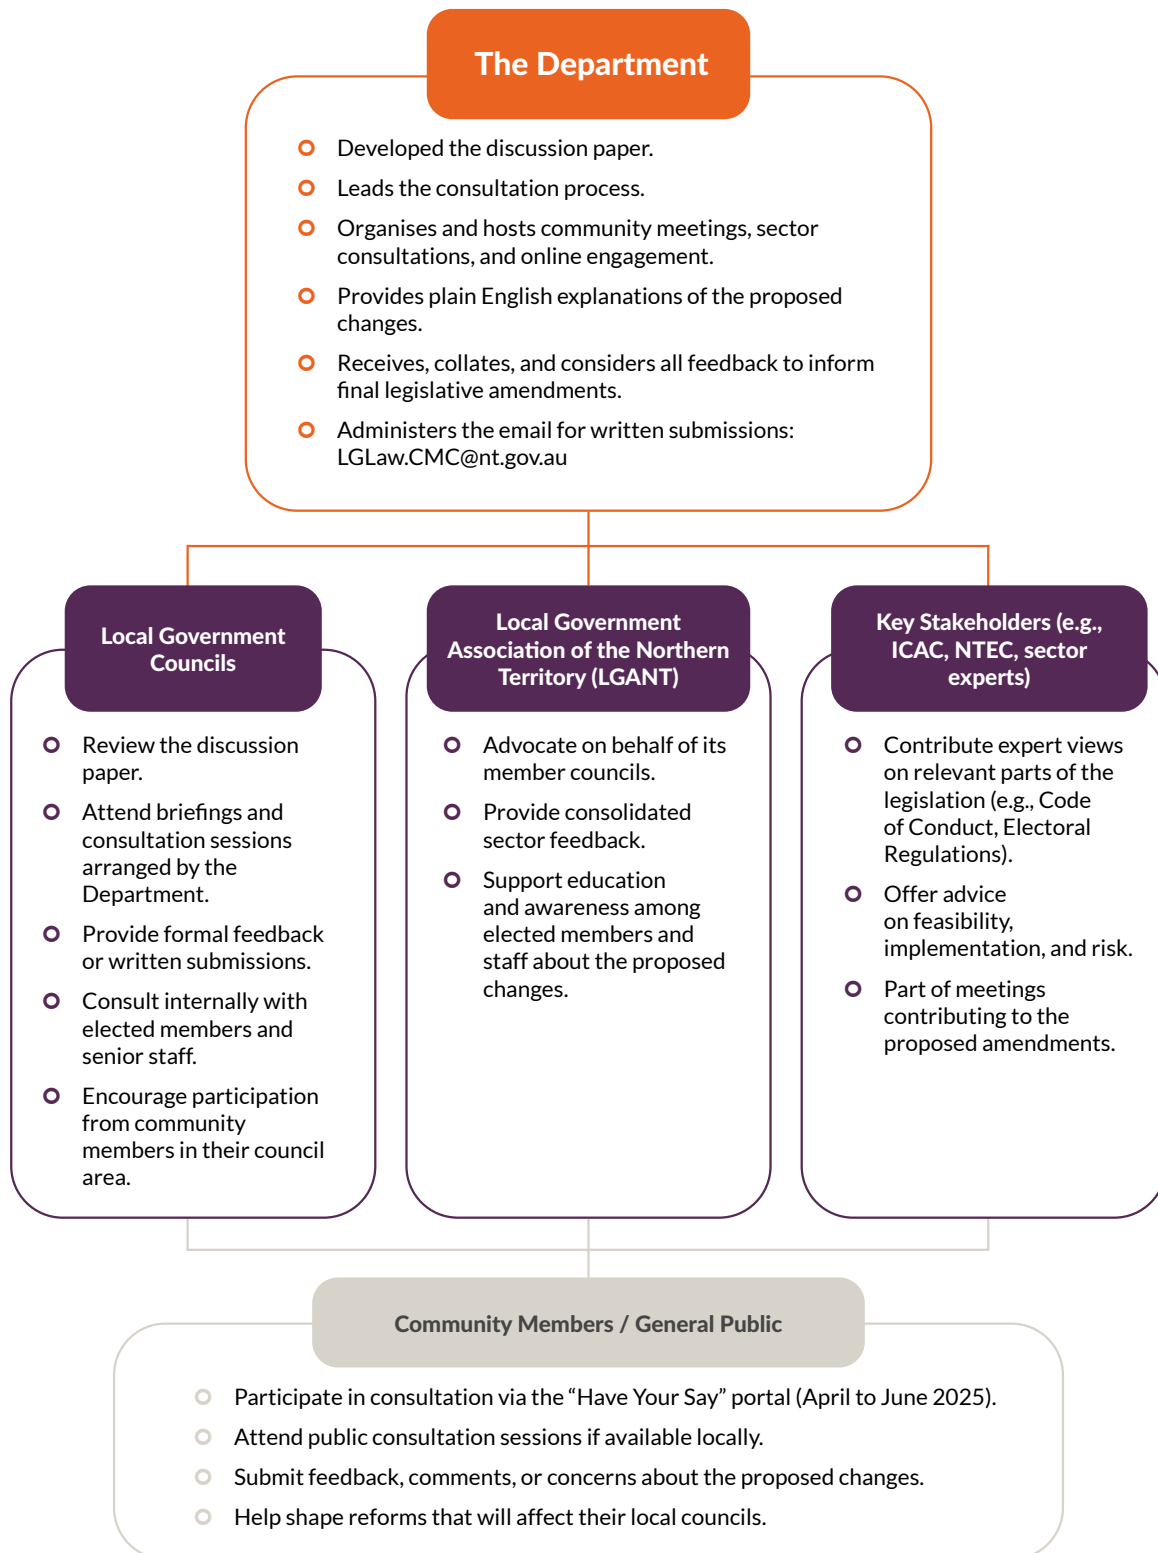 The Department
Developed the discussion paper.
Leads the consultation process.
Organises and hosts community meetings, sector
consultations, and online engagement.
Provides plain English explanations of the proposed
changes.
Receives, collates, and considers all feedback to inform
final legislative amendments.
Administers the email for written submissions:
LGLaw.CMC@nt.gov.au
Local Government
Councils
Review the discussion
paper.
Attend briefings and
consultation sessions
arranged by the
Department.
Provide formal feedback
or written submissions.
Consult internally with
elected members and
senior staff.
Encourage participation
from community
members in their council
area.
Local Government
Association of the Northern
Territory (LGANT)
Advocate on behalf of its
member councils.
Provide consolidated
sector feedback.
Support education
and awareness among
elected members and
staff about the proposed
changes.
Key Stakeholders (e.g.,
ICAC, NTEC, sector
experts)
Contribute expert views
on relevant parts of the
legislation (e.g., Code
of Conduct, Electoral
Regulations).
Offer advice
on feasibility,
implementation, and risk.
Part of meetings
contributing to the
proposed amendments.
Community Members / General Public
Participate in consultation via the “Have Your Say” portal (April to June 2025).
Attend public consultation sessions if available locally.
Submit feedback, comments, or concerns about the proposed changes.
Help shape reforms that will affect their local councils.